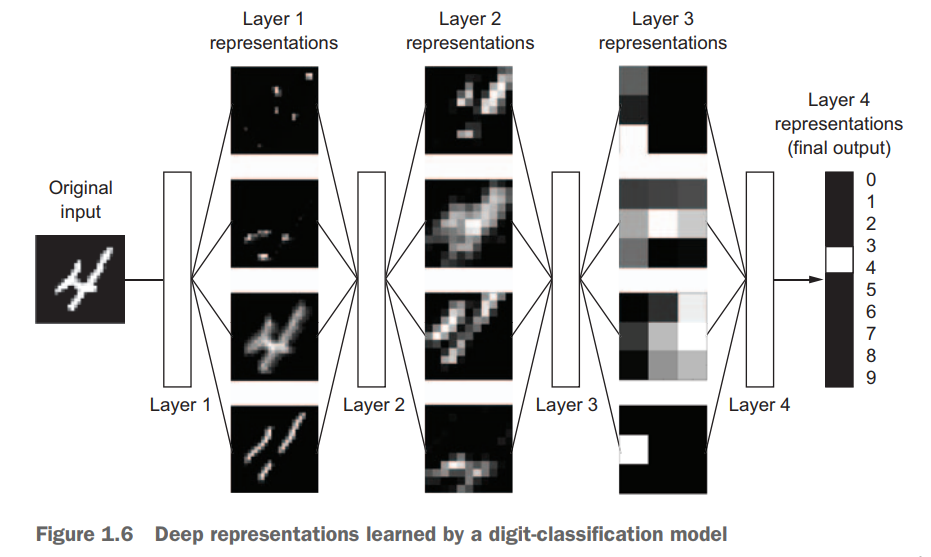 Layer 1
representations
Layer 2
representations
Layer 3
representations
Layer 4
representations
(final output)
Original
input
0
1
2
3
4
5
6
7
8
9
Layer 1
Layer 2
Layer 3
Layer 4
Figure 1.6 Deep representations learned by a digit-classification model